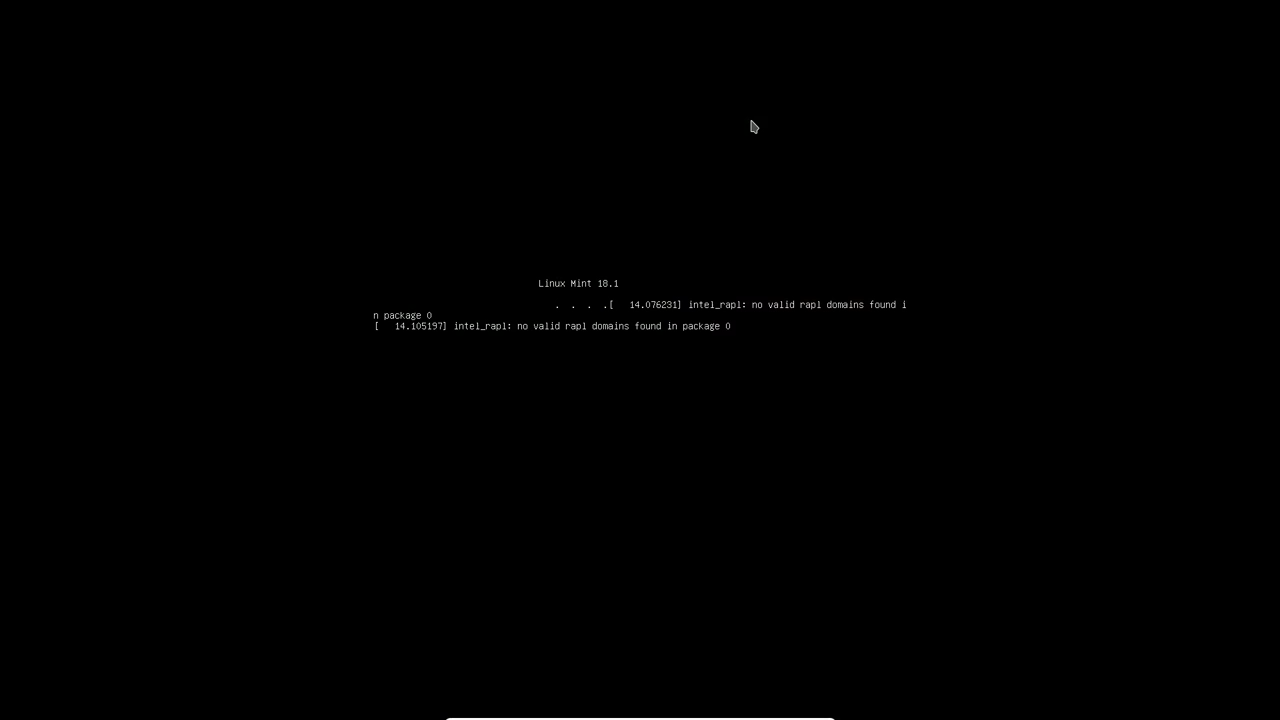 Linux Mint 18.1
. . . .[   14.076231] intel_rapl: no valid rapl domains found i
n package 0
[   14.105197] intel_rapl: no valid rapl domains found in package 0